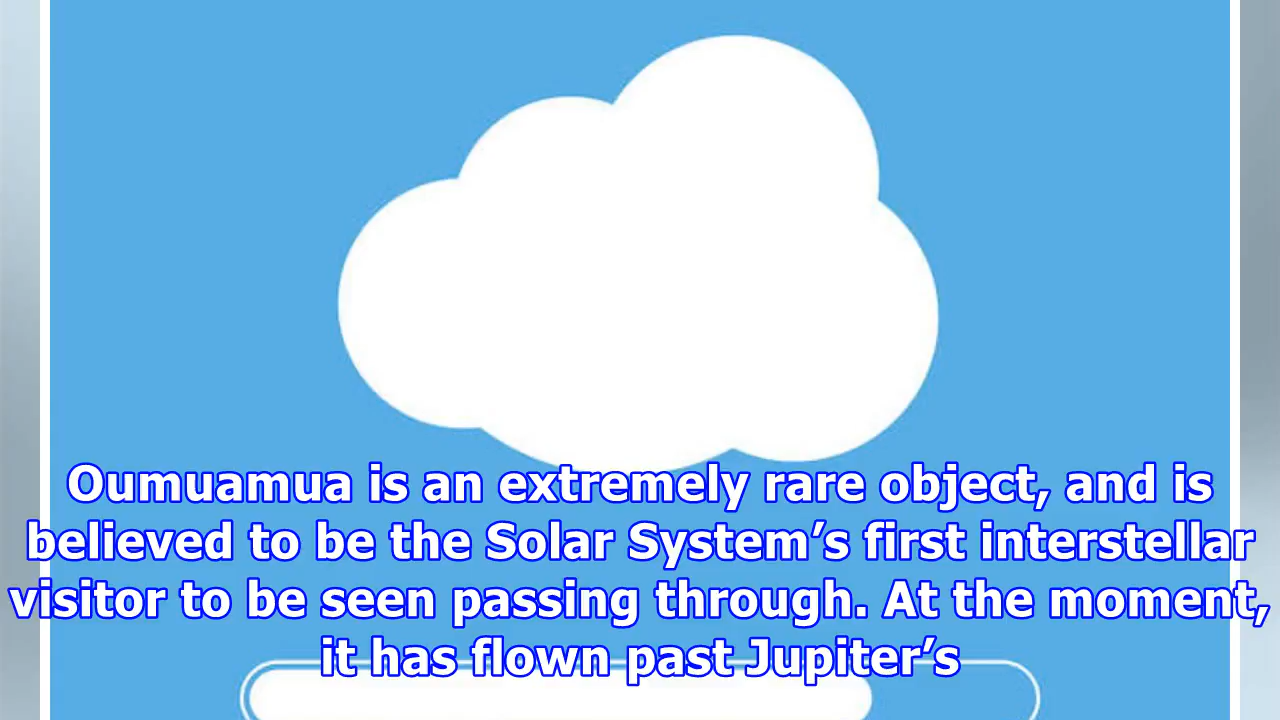 Oumuamua is an extremely rare object, and is
believed to be the Solar System’s first interstellar
visitor to be seen passing through. At the moment,
it has flown past Jupiter’s